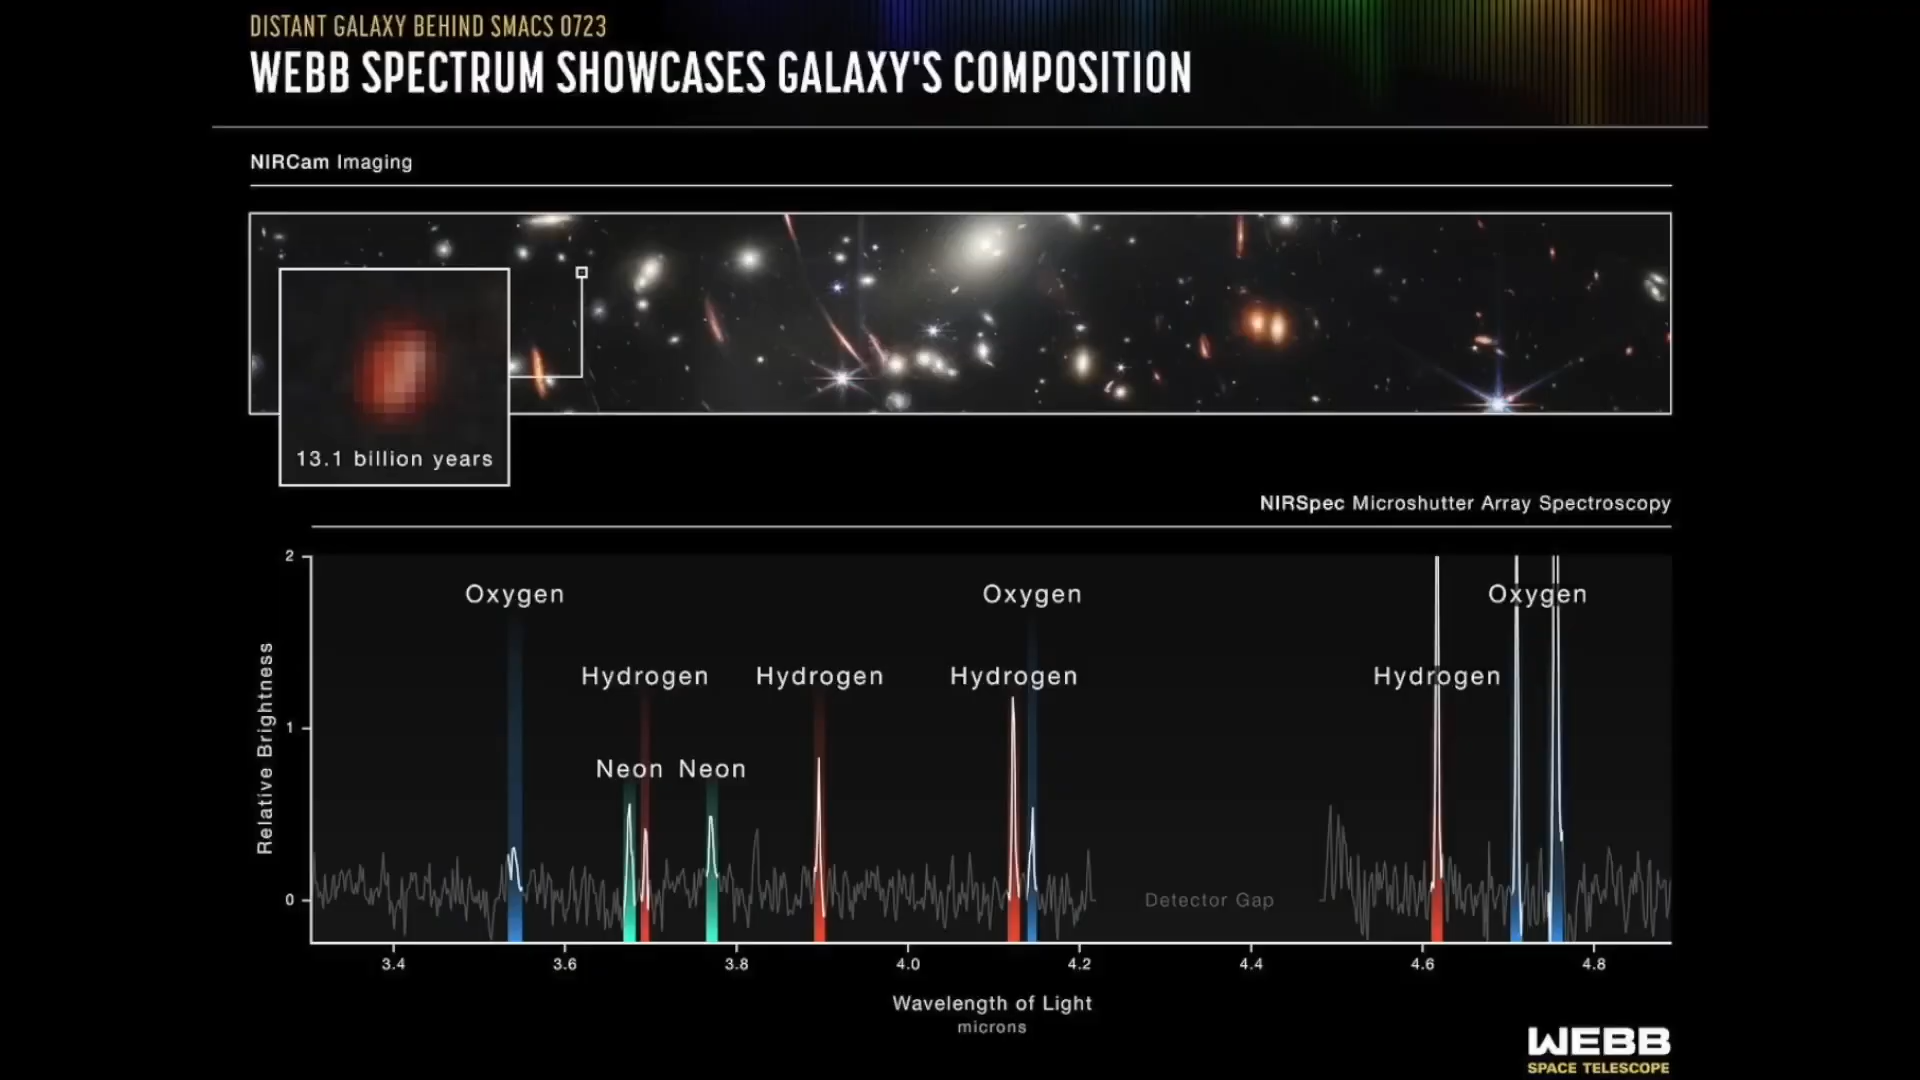 DISTANT GALAXY BEHIND SMACS 0723
WEBB SPECTRUM SHOWCASES GALAXY'S COMPOSITION
NIRCam Imaging
13.1 billion years
NIRSpec Microshutter Array Spectroscopy
2
Oxygen Oxygen Oxygen
Hydrogen Hydrogen Hydrogen Hydrogen
1
Neon Neon
Relative Brightness
0
Detector Gap
3.4 3.6 3.8 4.0 4.2 4.4 4.6 4.8
Wavelength of Light
microns
WEBB
SPACE TELESCOPE